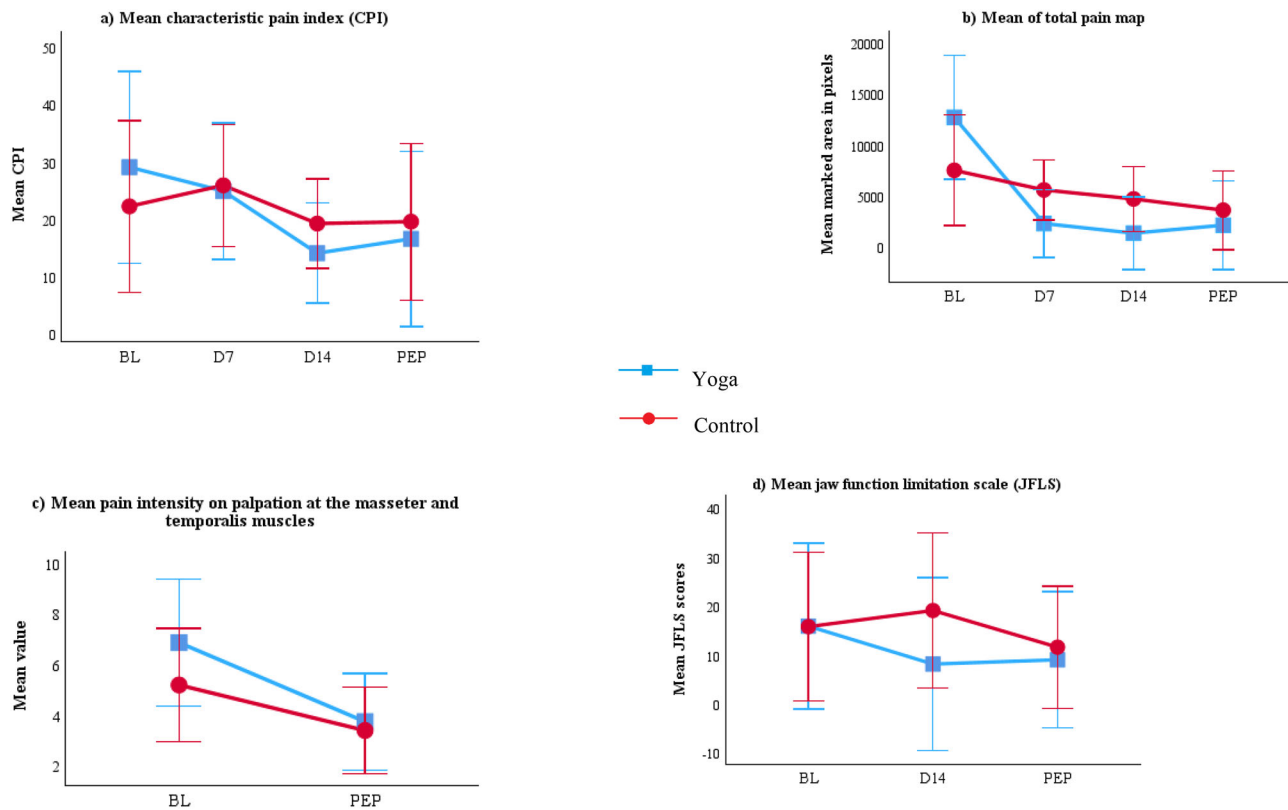 a) Mean characteristic pain index (CPI)
Mean CPI
50
40
30
20
10
0
BL D7 D14 PEP
b) Mean of total pain map
Mean marked area in pixels
20000
15000
10000
5000
0
BL D7 D14 PEP
Yoga
Control
c) Mean pain intensity on palpation at the masseter and
temporalis muscles
Mean value
10
8
6
4
2
BL PEP
d) Mean jaw function limitation scale (JFLS)
Mean JFLS scores
40
30
20
10
0
-10
BL D14 PEP